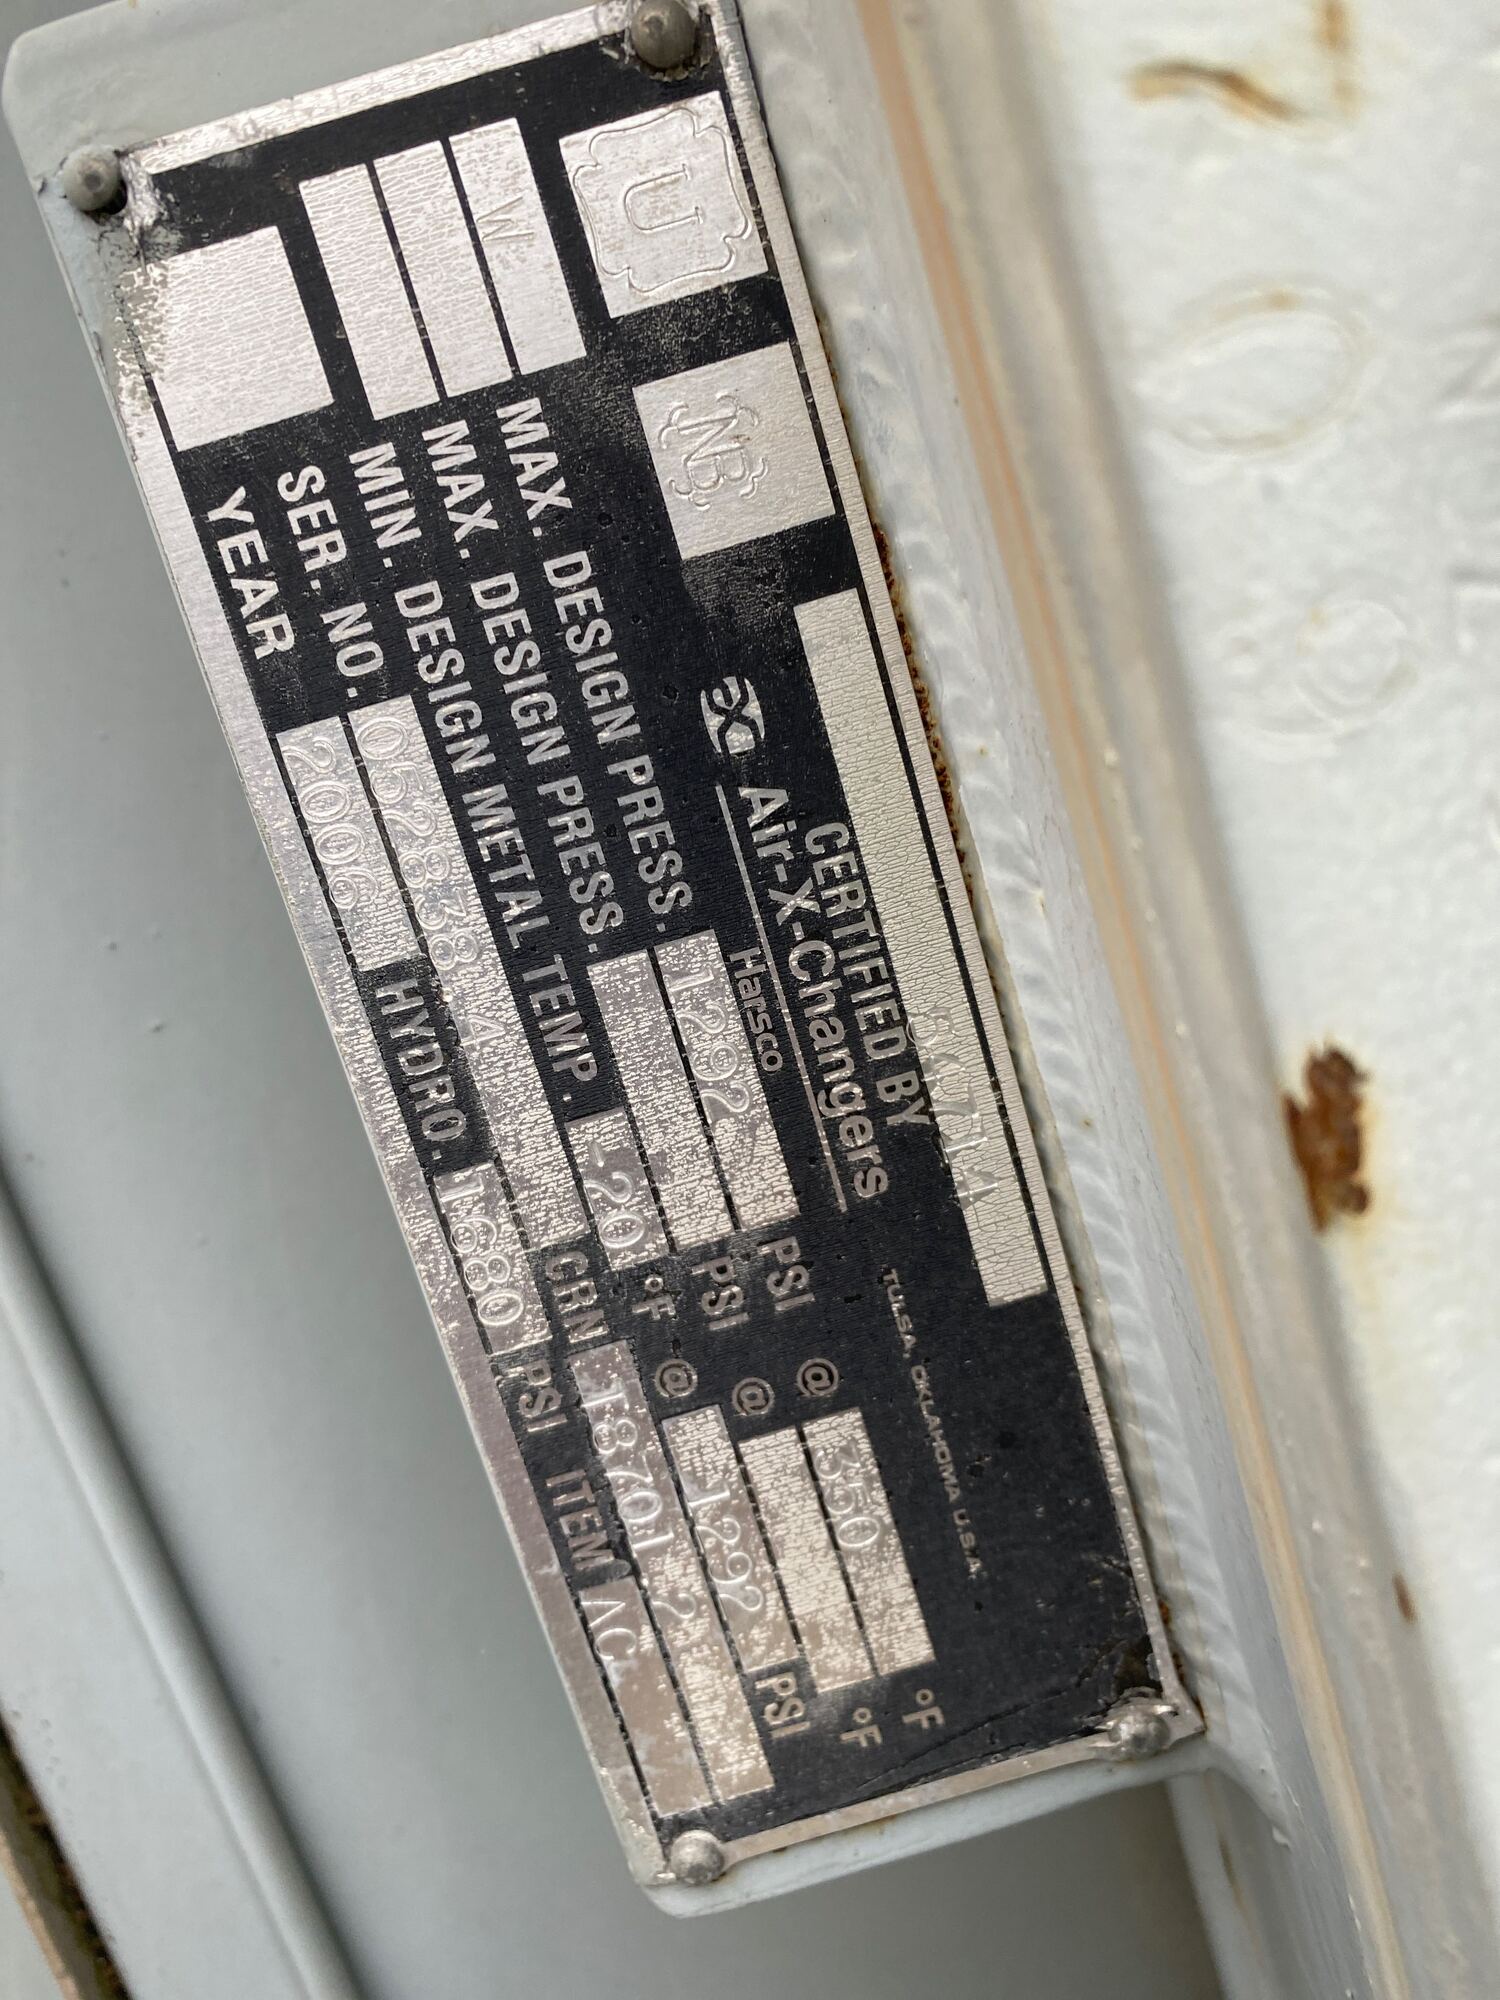 U
W
NB
36714
CERTIFIED BY
Air-X-Changers
Harsco
TULSA, OKLAHOMA U.S.A.
MAX. DESIGN PRESS. 1292 PSI @ 350 °F
MAX. DESIGN PRESS. PSI @ °F
MIN. DESIGN METAL TEMP. -20 °F @ 1292 PSI
SER. NO. 052838 4 CRN T8701.21
YEAR 2006 HYDRO. 1680 PSI ITEM AC